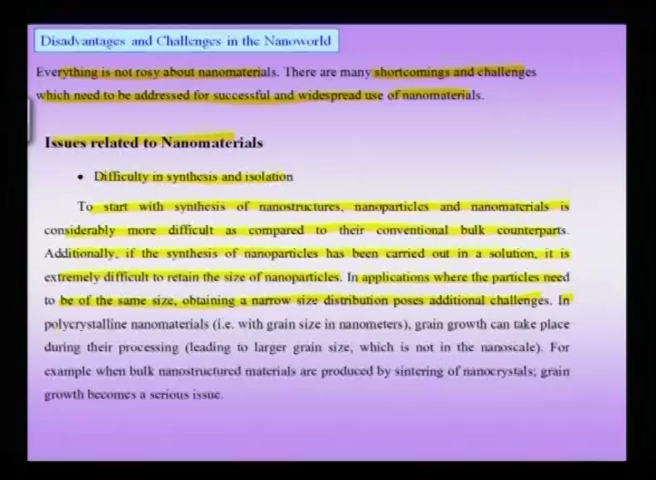 Disadvantages and Challenges in the Nanoworld
Everything is not rosy about nanomaterials. There are many shortcomings and challenges
which need to be addressed for successful and widespread use of nanomaterials.
Issues related to Nanomaterials
• Difficulty in synthesis and isolation
To start with synthesis of nanostructures, nanoparticles and nanomaterials is
considerably more difficult as compared to their conventional bulk counterparts.
Additionally, if the synthesis of nanoparticles has been carried out in a solution, it is
extremely difficult to retain the size of nanoparticles. In applications where the particles need
to be of the same size, obtaining a narrow size distribution poses additional challenges. In
polycrystalline nanomaterials (i.e. with grain size in nanometers), grain growth can take place
during their processing (leading to larger grain size, which is not in the nanoscale). For
example when bulk nanostructured materials are produced by sintering of nanocrystals; grain
growth becomes a serious issue.